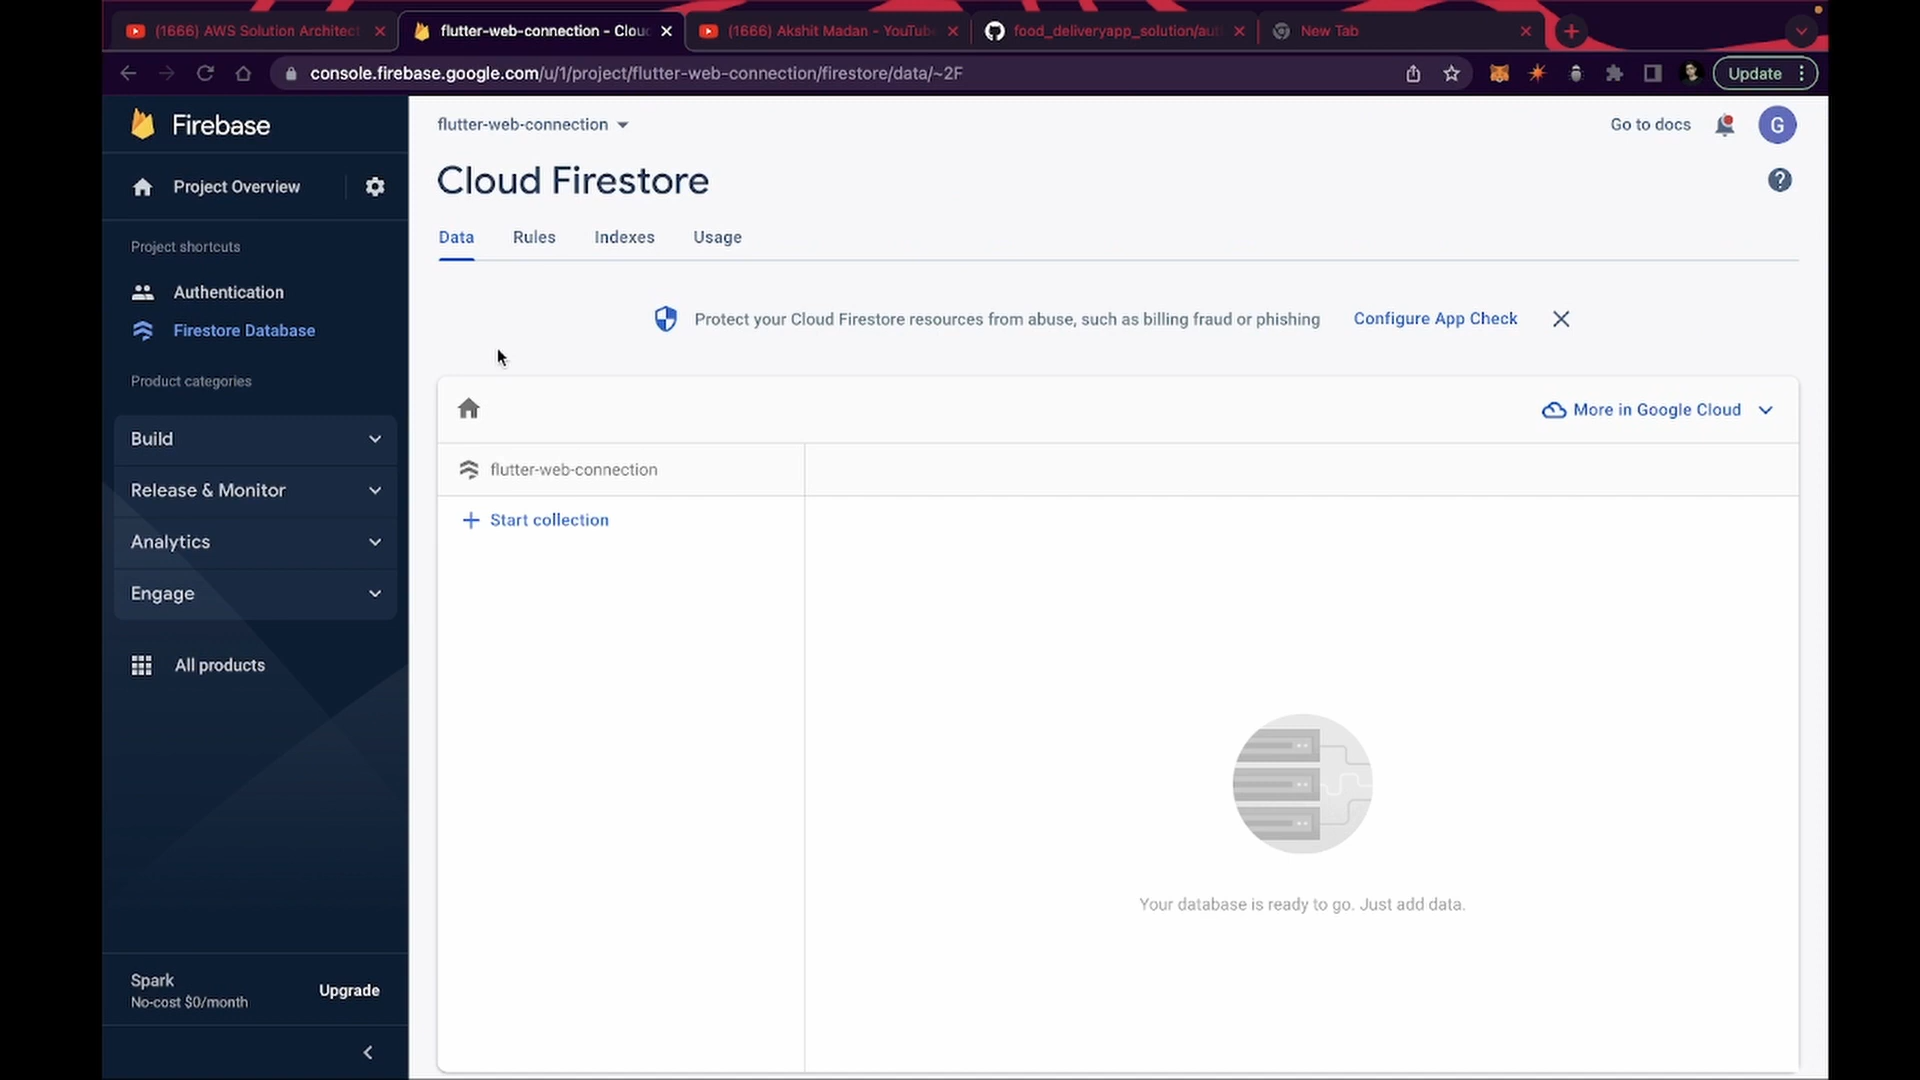 (1666) AWS Solution Architect
flutter-web-connection - Clou
(1666) Akshit Madan - YouTub
food_deliveryapp_solution/aut
New Tab
console.firebase.google.com/u/1/project/flutter-web-connection/firestore/data/~2F
Update
Firebase
flutter-web-connection
Go to docs
G
Project Overview
Cloud Firestore
?
Project shortcuts
Data
Rules
Indexes
Usage
Authentication
Firestore Database
Protect your Cloud Firestore resources from abuse, such as billing fraud or phishing
Configure App Check
Product categories
More in Google Cloud
Build
flutter-web-connection
Release & Monitor
Start collection
Analytics
Engage
All products
Your database is ready to go. Just add data.
Spark
No-cost $0/month
Upgrade